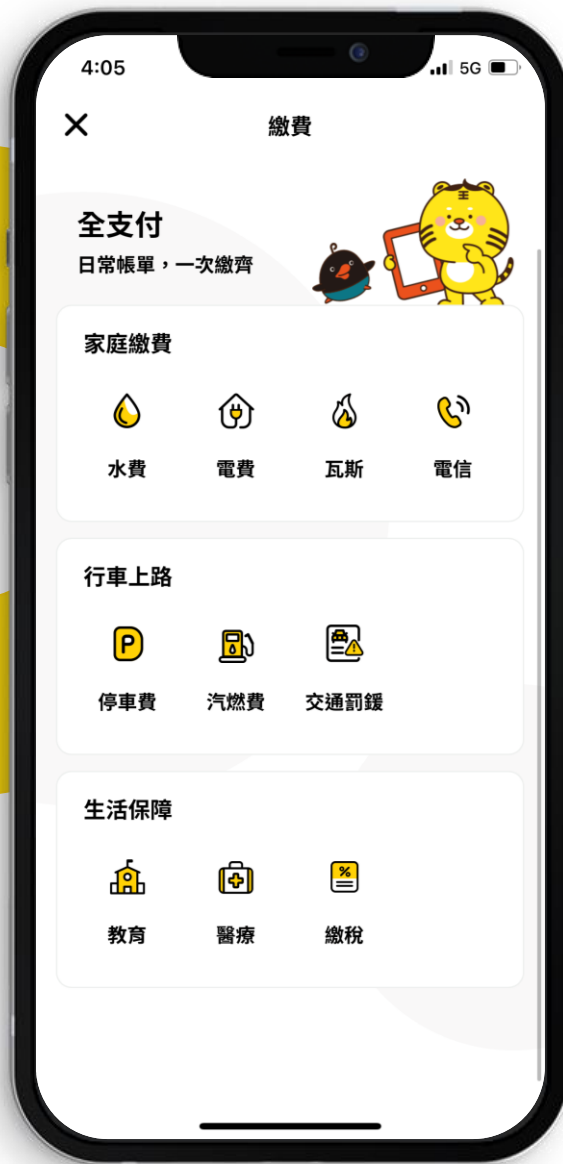 4:05
5G
繳費
全支付
日常帳單，一次繳齊
家庭繳費
水費 電費 瓦斯 電信
行車上路
P
停車費 汽燃費 交通罰鍰
生活保障
%
教育 醫療 繳稅